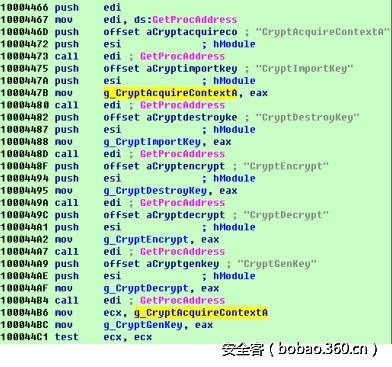 10004466 push    edi
10004467 mov     edi, ds:GetProcAddress
1000446D push    offset aCryptacquireco ; "CryptAcquireContextA"
10004472 push    esi             ; hModule
10004473 call    edi ; GetProcAddress
10004475 push    offset aCryptimportkey ; "CryptImportKey"
1000447A push    esi             ; hModule
1000447B mov     g_CryptAcquireContextA, eax
10004480 call    edi ; GetProcAddress
10004482 push    offset aCryptdestroyke ; "CryptDestroyKey"
10004487 push    esi             ; hModule
10004488 mov     g_CryptImportKey, eax
1000448D call    edi ; GetProcAddress
1000448F push    offset aCryptencrypt ; "CryptEncrypt"
10004494 push    esi             ; hModule
10004495 mov     g_CryptDestroyKey, eax
1000449A call    edi ; GetProcAddress
1000449C push    offset aCryptdecrypt ; "CryptDecrypt"
100044A1 push    esi             ; hModule
100044A2 mov     g_CryptEncrypt, eax
100044A7 call    edi ; GetProcAddress
100044A9 push    offset aCryptgenkey ; "CryptGenKey"
100044AE push    esi             ; hModule
100044AF mov     g_CryptDecrypt, eax
100044B4 call    edi ; GetProcAddress
100044B6 mov     ecx, g_CryptAcquireContextA
100044BC mov     g_CryptGenKey, eax
100044C1 test    ecx, ecx
安全客(bobao.360.cn)